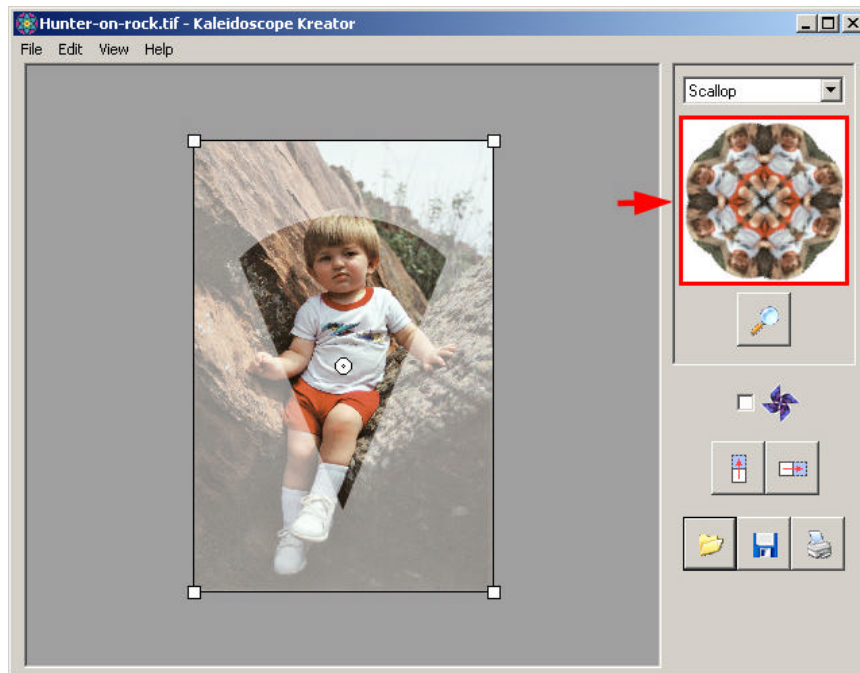 Hunter-on-rock.tif - Kaleidoscope Kreator
File Edit View Help
Scallop